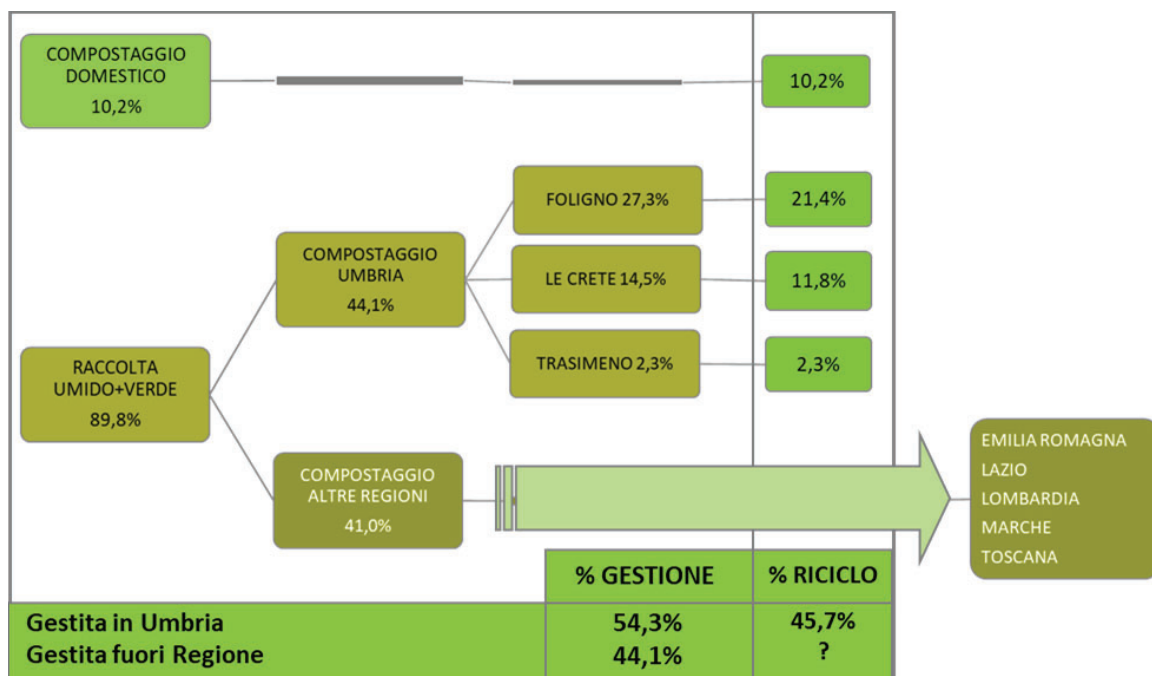 COMPOSTAGGIO
DOMESTICO
10,2%
10,2%
RACCOLTA
UMIDO+VERDE
89,8%
COMPOSTAGGIO
UMBRIA
44,1%
FOLIGNO 27,3%
21,4%
LE CRETE 14,5%
11,8%
TRASIMENO 2,3%
2,3%
COMPOSTAGGIO
ALTRE REGIONI
41,0%
EMILIA ROMAGNA
LAZIO
LOMBARDIA
MARCHE
TOSCANA
% GESTIONE
% RICICLO
Gestita in Umbria
54,3%
45,7%
Gestita fuori Regione
44,1%
?